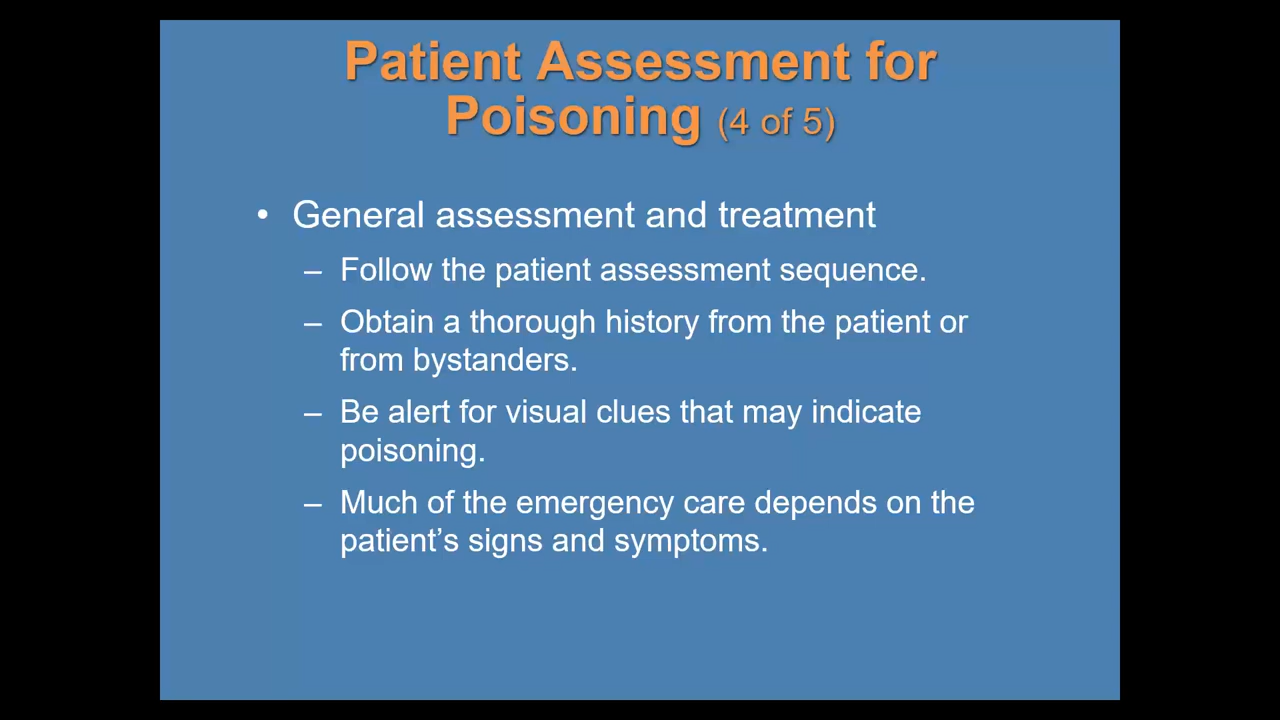 Patient Assessment for
Poisoning (4 of 5)
• General assessment and treatment
– Follow the patient assessment sequence.
– Obtain a thorough history from the patient or
from bystanders.
– Be alert for visual clues that may indicate
poisoning.
– Much of the emergency care depends on the
patient’s signs and symptoms.